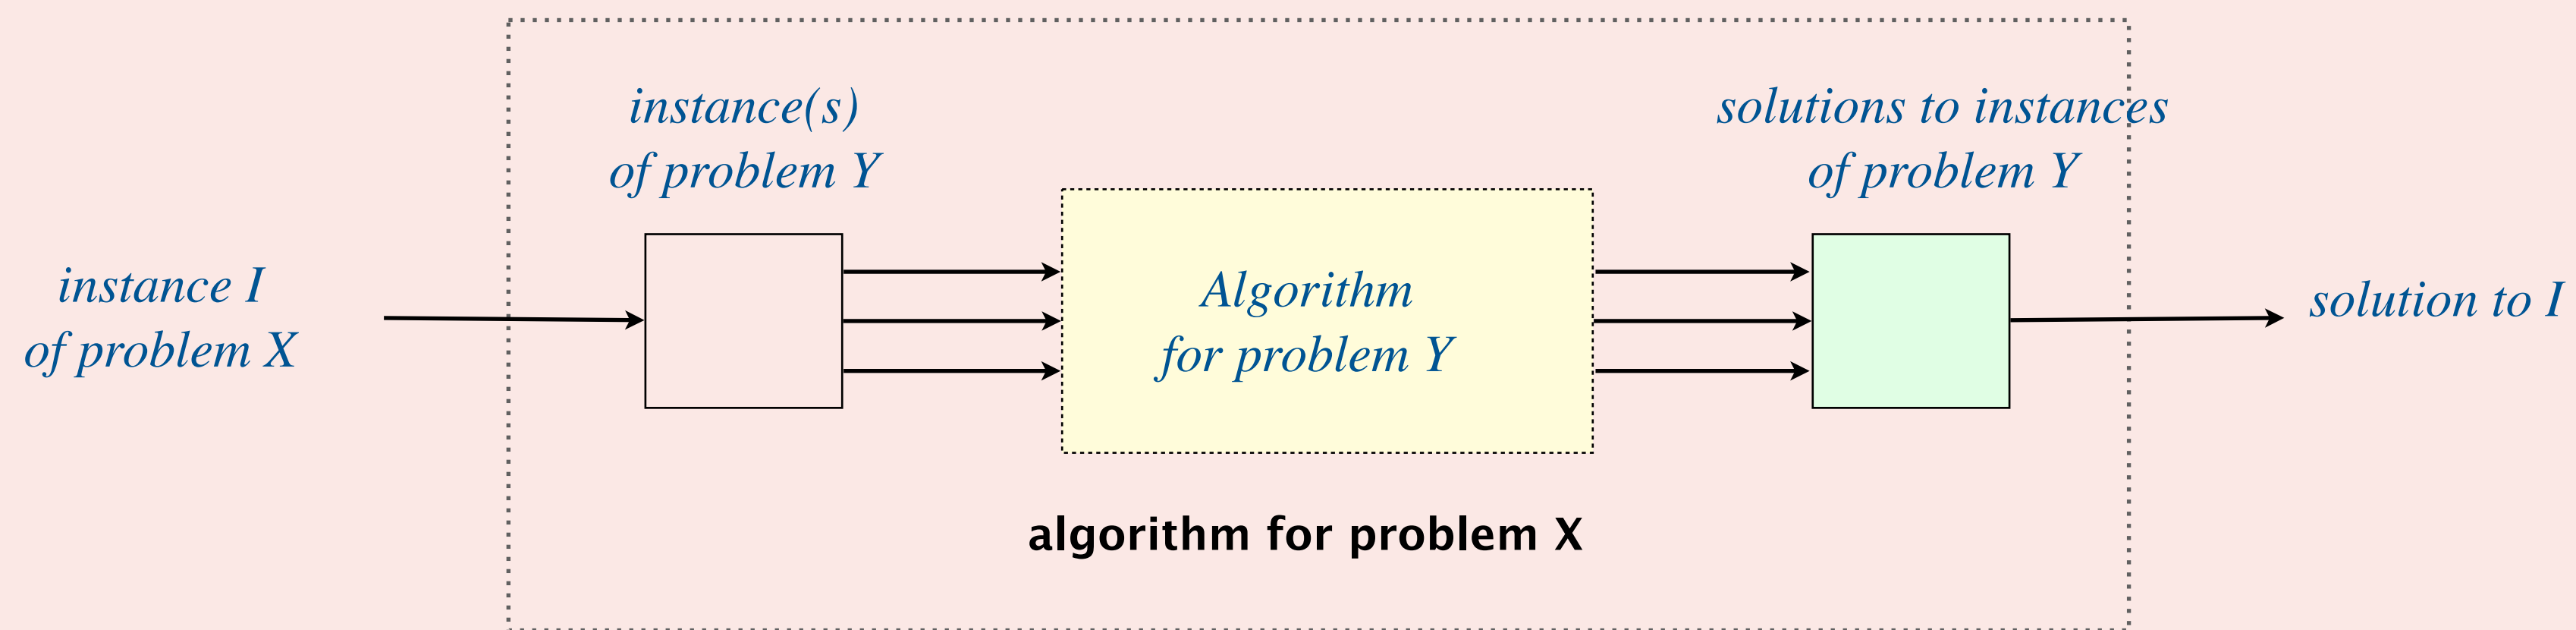 instance I
of problem X
instance(s)
of problem Y
Algorithm
for problem Y
solutions to instances
of problem Y
solution to I
algorithm for problem X